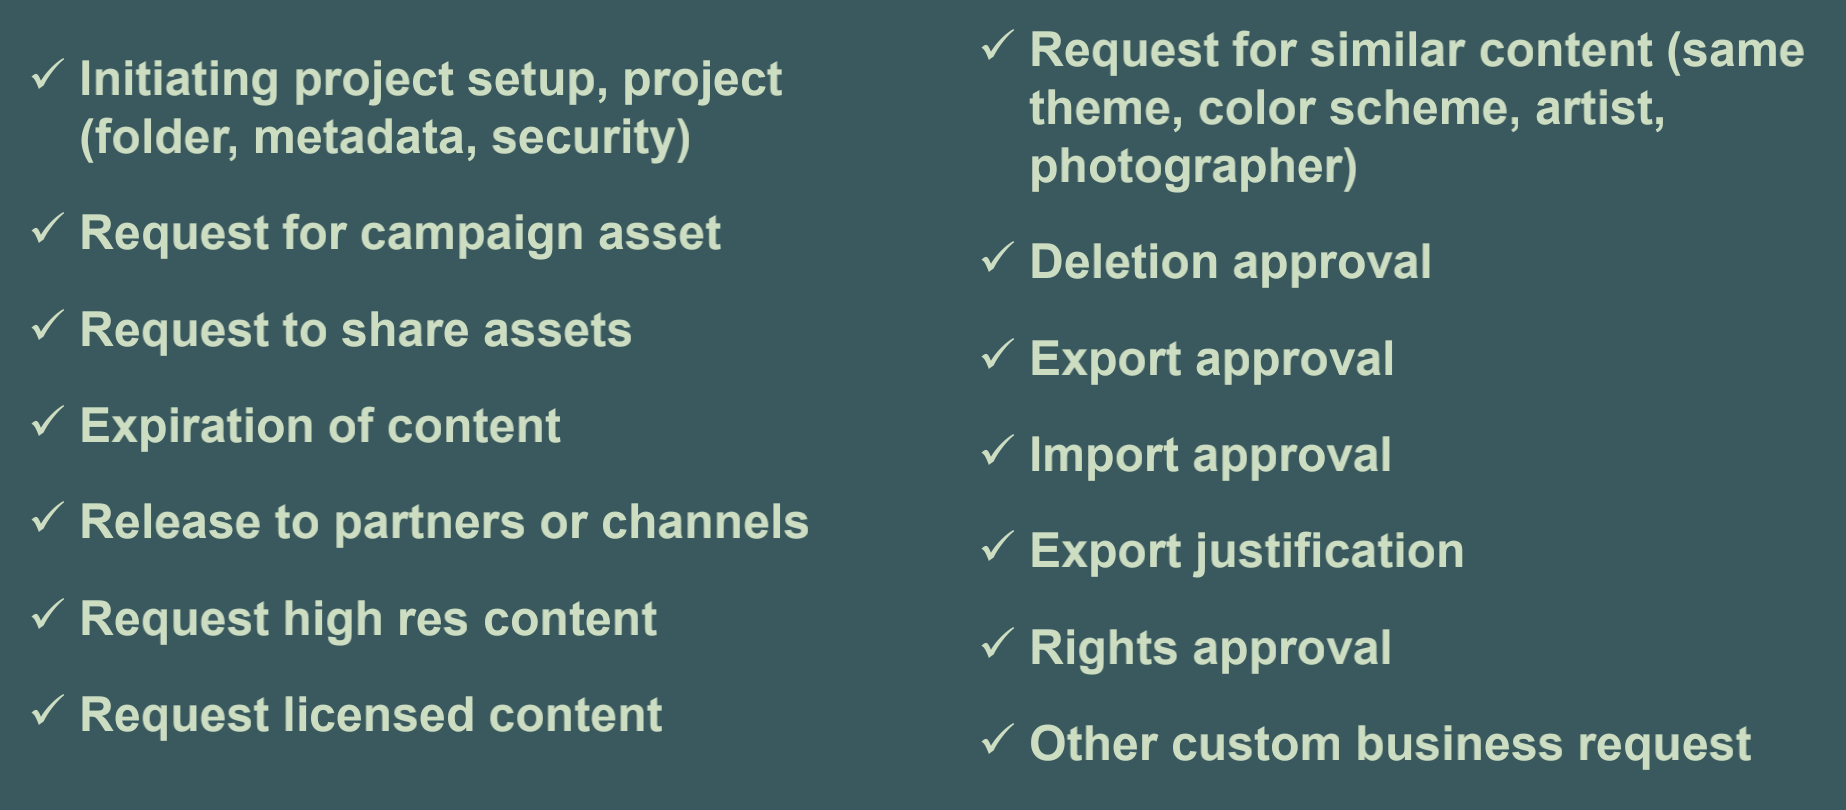 ✓ Initiating project setup, project
(folder, metadata, security)
✓ Request for campaign asset
✓ Request to share assets
✓ Expiration of content
✓ Release to partners or channels
✓ Request high res content
✓ Request licensed content
✓ Request for similar content (same
theme, color scheme, artist,
photographer)
✓ Deletion approval
✓ Export approval
✓ Import approval
✓ Export justification
✓ Rights approval
✓ Other custom business request